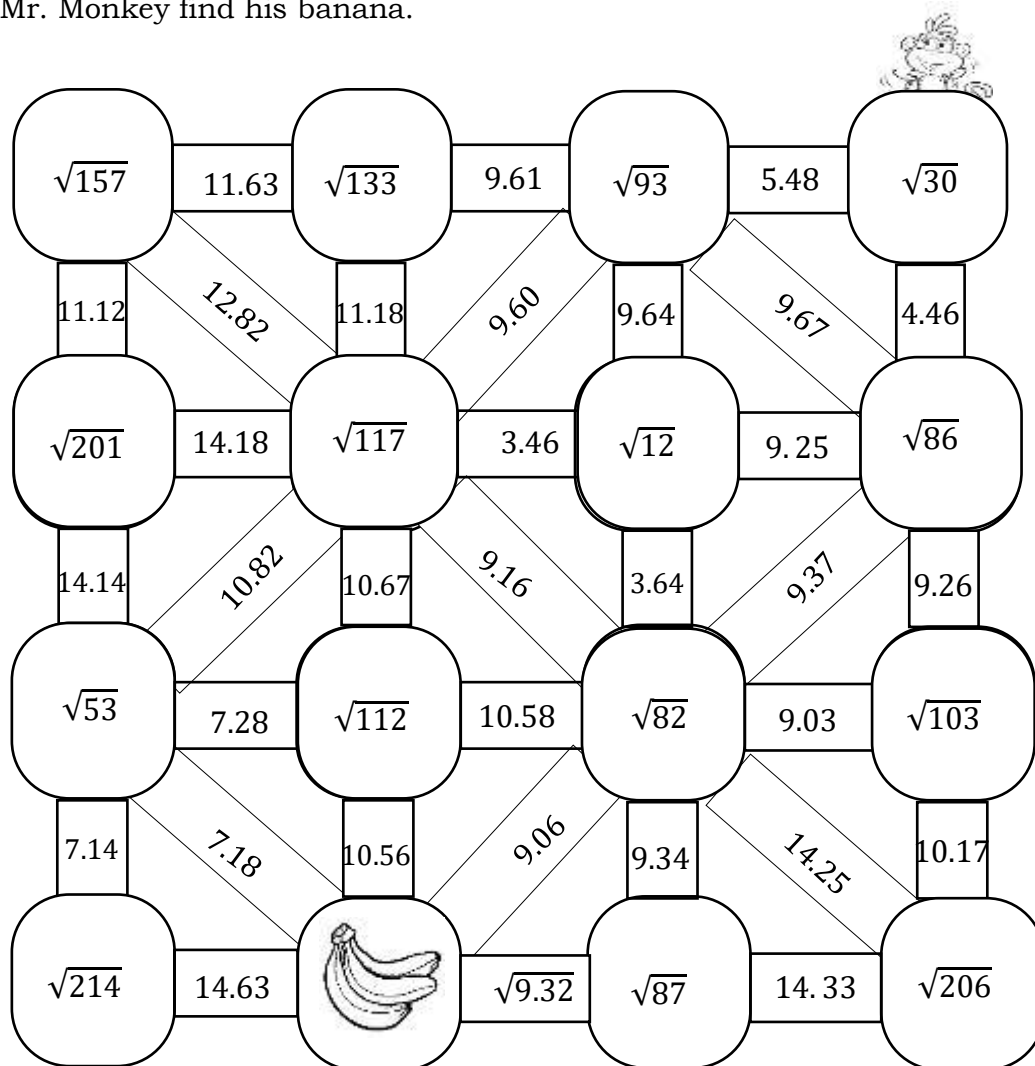 Mr. Monkey find his banana.
√157 11.63 √133 9.61 √93 5.48 √30
11.12 12.82 11.18 9.60 9.64 9.67 4.46
√201 14.18 √117 3.46 √12 9.25 √86
14.14 10.82 10.67 9.16 3.64 9.37 9.26
√53 7.28 √112 10.58 √82 9.03 √103
7.14 7.18 10.56 9.06 9.34 14.25 10.17
√214 14.63 √9.32 √87 14.33 √206